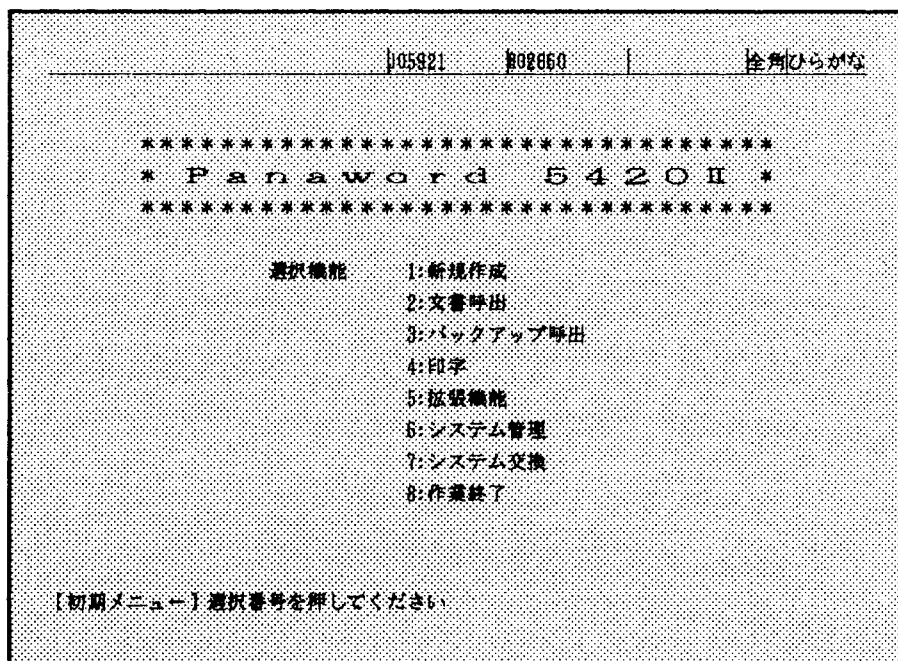 J05921 B02660 全角ひらがな
********************************
* Panaword 5420Ⅱ *
********************************
選択機能 1:新規作成
2:文書呼出
3:バックアップ呼出
4:印字
5:拡張機能
6:システム管理
7:システム交換
8:作業終了
【初期メニュー】選択番号を押してください